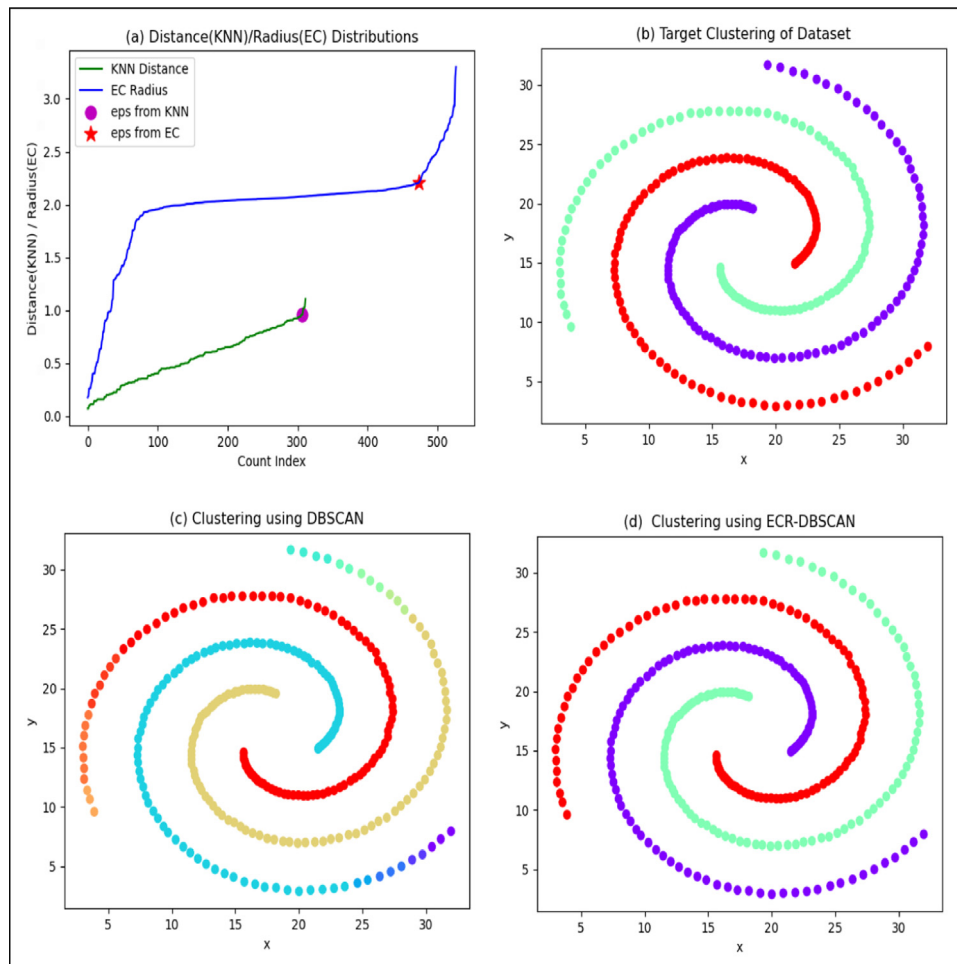 (a) Distance(KNN)/Radius(EC) Distributions
KNN Distance
EC Radius
eps from KNN
eps from EC
Distance(KNN) / Radius(EC)
3.0
2.5
2.0
1.5
1.0
0.5
0.0
0 100 200 300 400 500
Count Index
(b) Target Clustering of Dataset
y
30
25
20
15
10
5
5 10 15 20 25 30
x
(c) Clustering using DBSCAN
y
30
25
20
15
10
5
5 10 15 20 25 30
x
(d) Clustering using ECR-DBSCAN
y
30
25
20
15
10
5
5 10 15 20 25 30
x